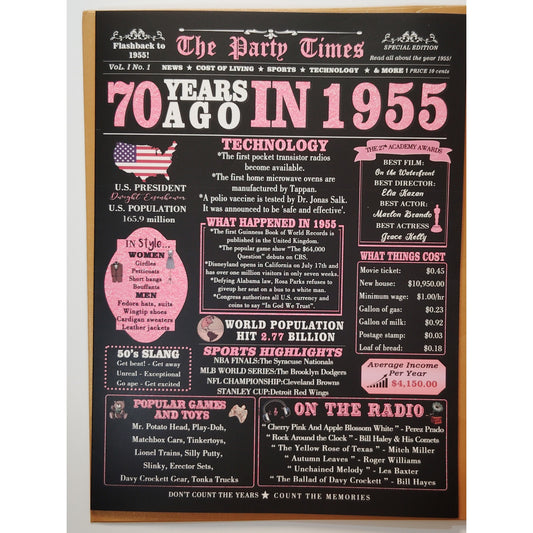 Flashback to
1955!
The Party Times
SPECIAL EDITION
Read all about the year 1955!
VOL. 1 No. 1
NEWS ★ COST OF LIVING ★ SPORTS ★ TECHNOLOGY ★ & MORE!
PRICE 10 cents
70 YEARS AGO IN 1955
U.S. PRESIDENT
Dwight Eisenhower
U.S. POPULATION
165.9 million
TECHNOLOGY
*The first pocket transistor radios
become available.
*The first home microwave ovens are
manufactured by Tappan.
*A polio vaccine is tested by Dr. Jonas Salk.
It was announced to be 'safe and effective'.
THE 27th ACADEMY AWARDS
BEST FILM:
On the Waterfront
BEST DIRECTOR:
Elia Kazan
BEST ACTOR:
Marlon Brando
BEST ACTRESS
Grace Kelly
IN Style...
WOMEN
Girdles
Petticoats
Short bangs
Bouffants
MEN
Fedora hats, suits
Wingtip shoes
Cardigan sweaters
Leather jackets
WHAT HAPPENED IN 1955
*The first Guinness Book of World Records is
published in the United Kingdom.
*The popular game show "The $64,000
Question" debuts on CBS.
*Disneyland opens in California on July 17th and
has over one million visitors in only seven weeks.
*Defying Alabama law, Rosa Parks refuses to
giveup her seat on a bus to a white man.
*Congress authorizes all U.S. currency and
coins to say "In God We Trust".
WHAT THINGS COST
Movie ticket: $0.45
New house: $10,950.00
Minimum wage: $1.00/hr
Gallon of gas: $0.23
Gallon of milk: $0.92
Postage stamp: $0.03
Loaf of bread: $0.18
WORLD POPULATION
HIT 2.77 BILLION
50's SLANG
Get bent! - Get away
Unreal - Exceptional
Go ape - Get excited
SPORTS HIGHLIGHTS
NBA FINALS:The Syracuse Nationals
MLB WORLD SERIES:The Brooklyn Dodgers
NFL CHAMPIONSHIP:Cleveland Browns
STANLEY CUP:Detroit Red Wings
Average Income
Per Year
$4,150.00
POPULAR GAMES
AND TOYS
Mr. Potato Head, Play-Doh,
Matchbox Cars, Tinkertoys,
Lionel Trains, Silly Putty,
Slinky, Erector Sets,
Davy Crockett Gear, Tonka Trucks
ON THE RADIO
" Cherry Pink And Apple Blossom White " - Perez Prado
" Rock Around the Clock " - Bill Haley & His Comets
" The Yellow Rose of Texas " - Mitch Miller
" Autumn Leaves " - Roger Williams
" Unchained Melody " - Les Baxter
" The Ballad of Davy Crockett " - Bill Hayes
DON'T COUNT THE YEARS ★ COUNT THE MEMORIES